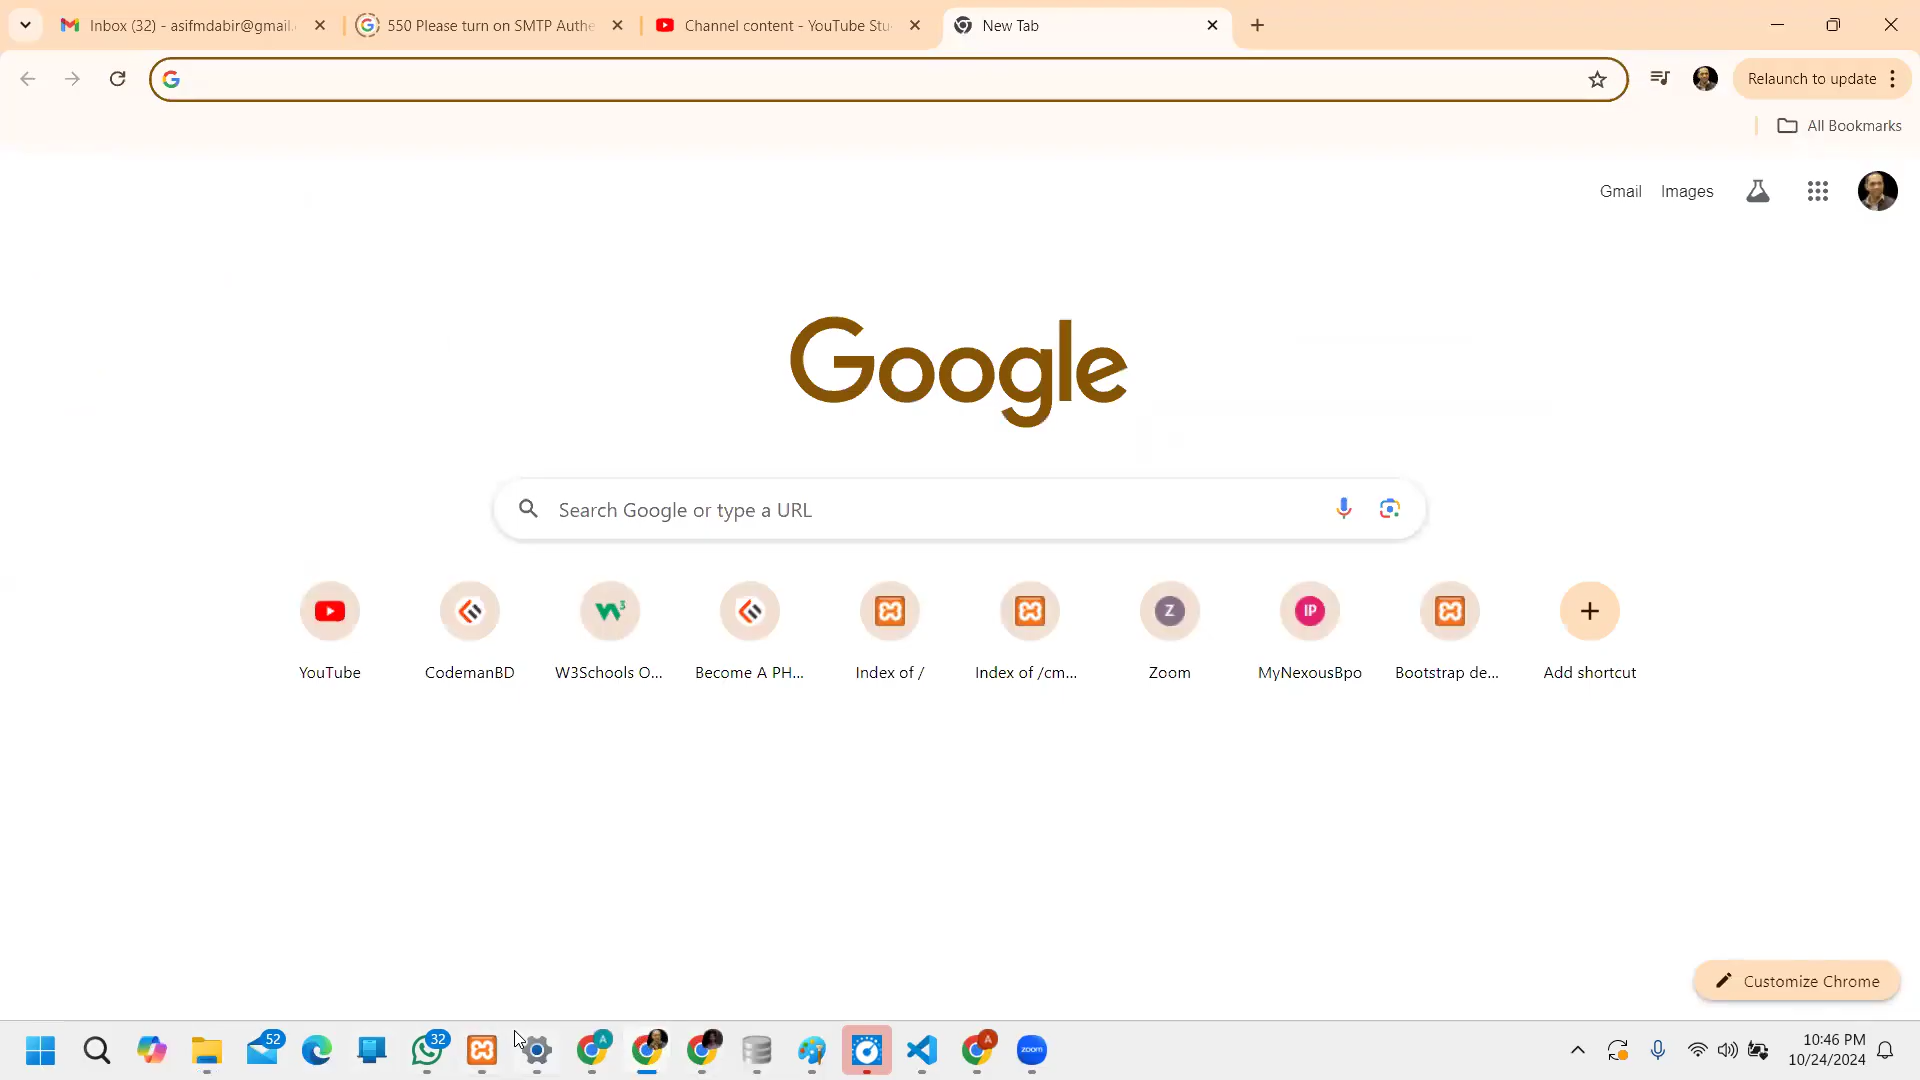 Inbox (32) - asifmdabir@gmail.
550 Please turn on SMTP Authe
Channel content - YouTube Stu
New Tab
Relaunch to update
All Bookmarks
Gmail
Images
Google
Search Google or type a URL
YouTube
CodemanBD
W3Schools O...
Become A PH...
Index of /
Index of /cm...
Z
Zoom
IP
MyNexousBpo
Bootstrap de...
Add shortcut
Customize Chrome
52
32
A
A
zoom
10:46 PM
10/24/2024